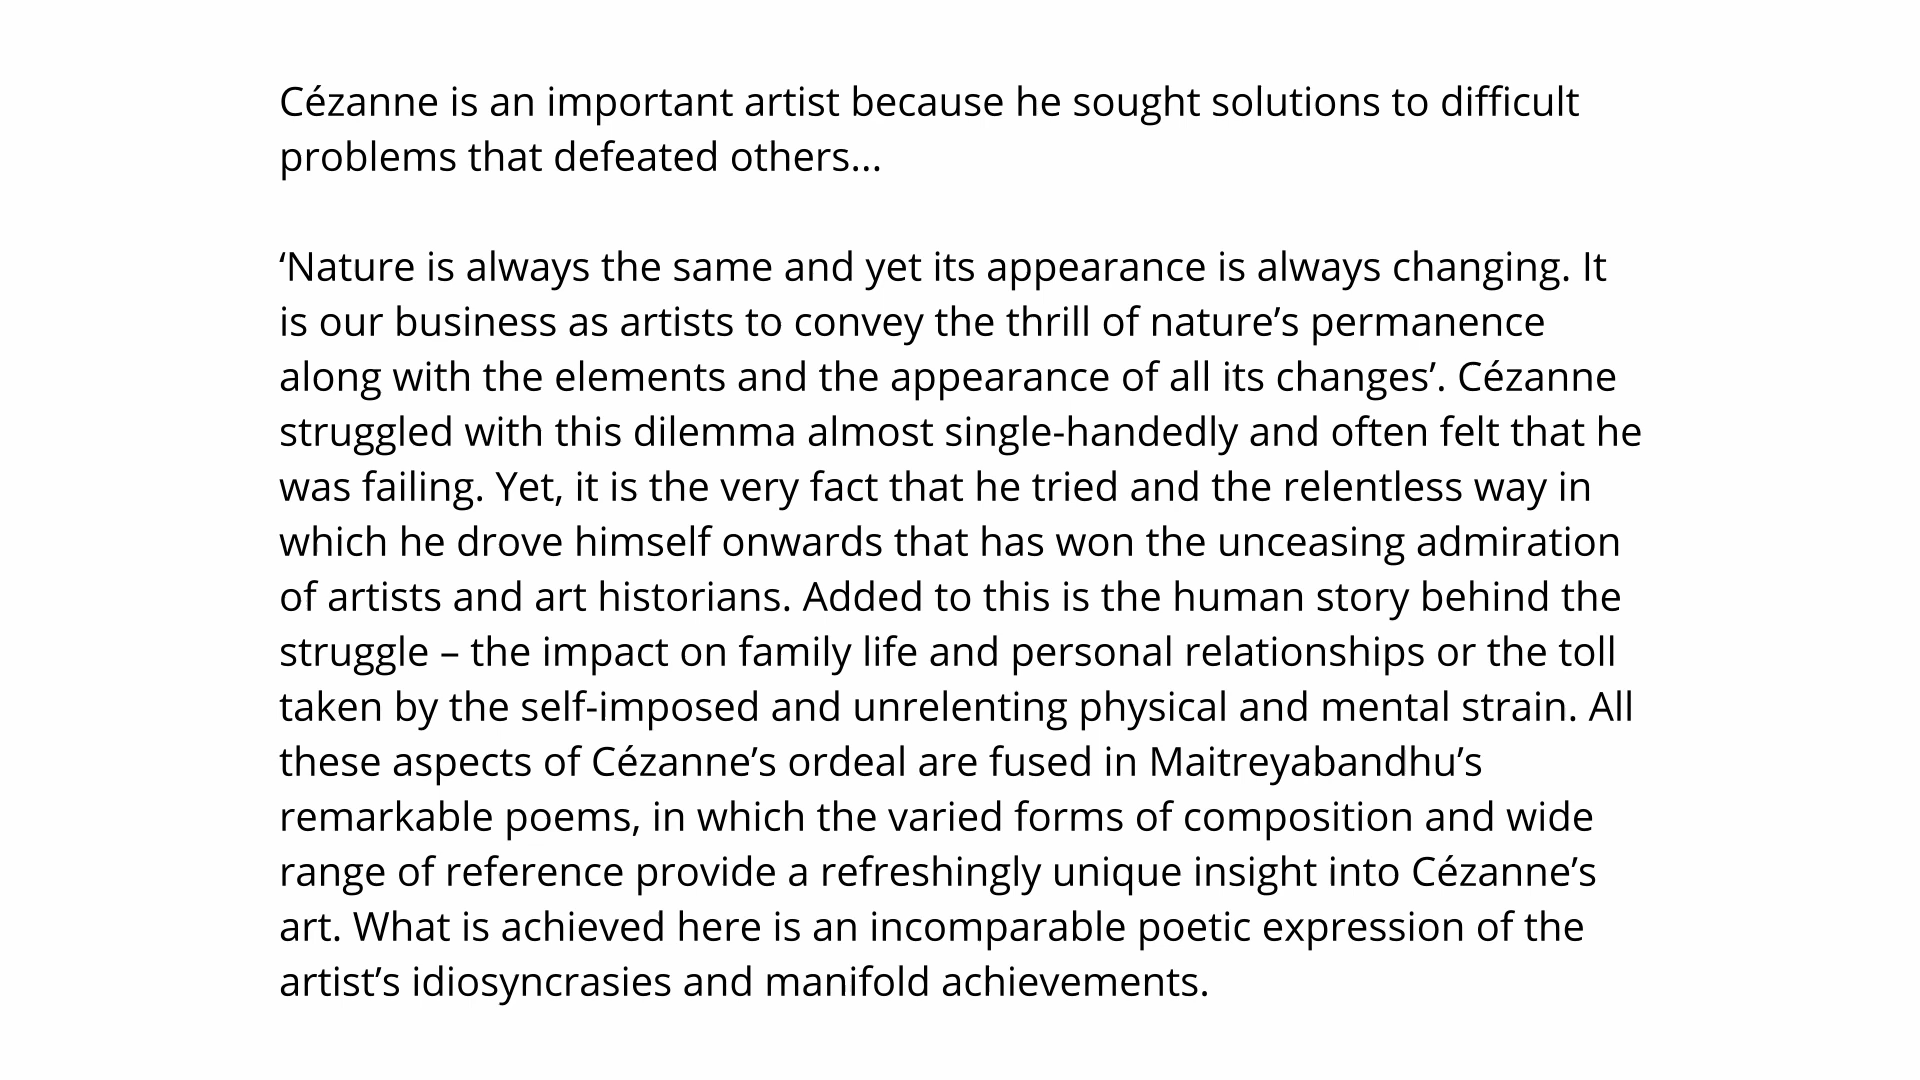 Cézanne is an important artist because he sought solutions to difficult
problems that defeated others...
‘Nature is always the same and yet its appearance is always changing. It
is our business as artists to convey the thrill of nature’s permanence
along with the elements and the appearance of all its changes’. Cézanne
struggled with this dilemma almost single-handedly and often felt that he
was failing. Yet, it is the very fact that he tried and the relentless way in
which he drove himself onwards that has won the unceasing admiration
of artists and art historians. Added to this is the human story behind the
struggle – the impact on family life and personal relationships or the toll
taken by the self-imposed and unrelenting physical and mental strain. All
these aspects of Cézanne’s ordeal are fused in Maitreyabandhu’s
remarkable poems, in which the varied forms of composition and wide
range of reference provide a refreshingly unique insight into Cézanne’s
art. What is achieved here is an incomparable poetic expression of the
artist’s idiosyncrasies and manifold achievements.